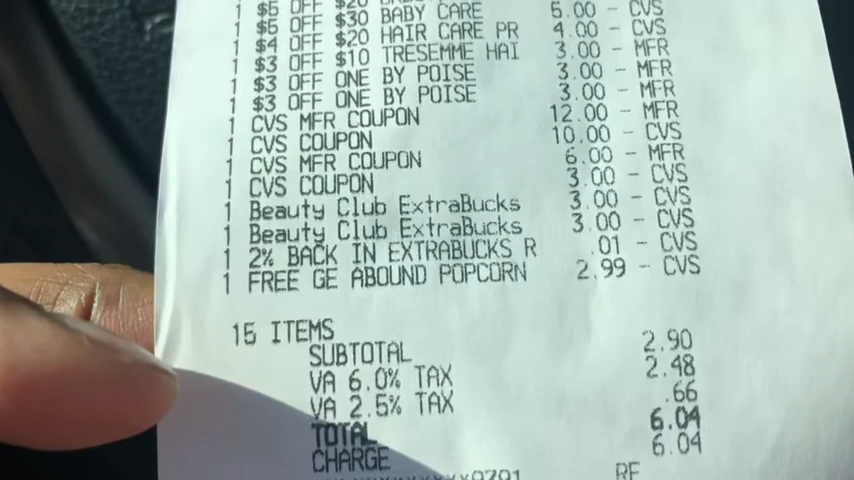 1 $5 OFF $20
1 $5 OFF $30 BABY CARE 5.00 - CVS
1 $4 OFF $20 HAIR CARE PR 4.00 - CVS
1 $3 OFF $10 TRESEMME HAI 3.00 - MFR
1 $3 OFF ONE BY POISE 3.00 - MFR
1 $3 OFF ONE BY POISE 3.00 - MFR
1 CVS MFR COUPON 12.00 - MFR
1 CVS COUPON 10.00 - CVS
1 CVS MFR COUPON 6.00 - MFR
1 CVS COUPON 3.00 - CVS
1 Beauty Club ExtraBucks 3.00 - CVS
1 Beauty Club ExtraBucks 3.00 - CVS
1 2% BACK IN EXTRABUCKS R .01 - CVS
1 FREE GE ABOUND POPCORN 2.99 - CVS
15 ITEMS
SUBTOTAL 2.90
VA 6.0% TAX 2.48
VA 2.5% TAX .66
TOTAL 6.04
CHARGE 6.04
RF